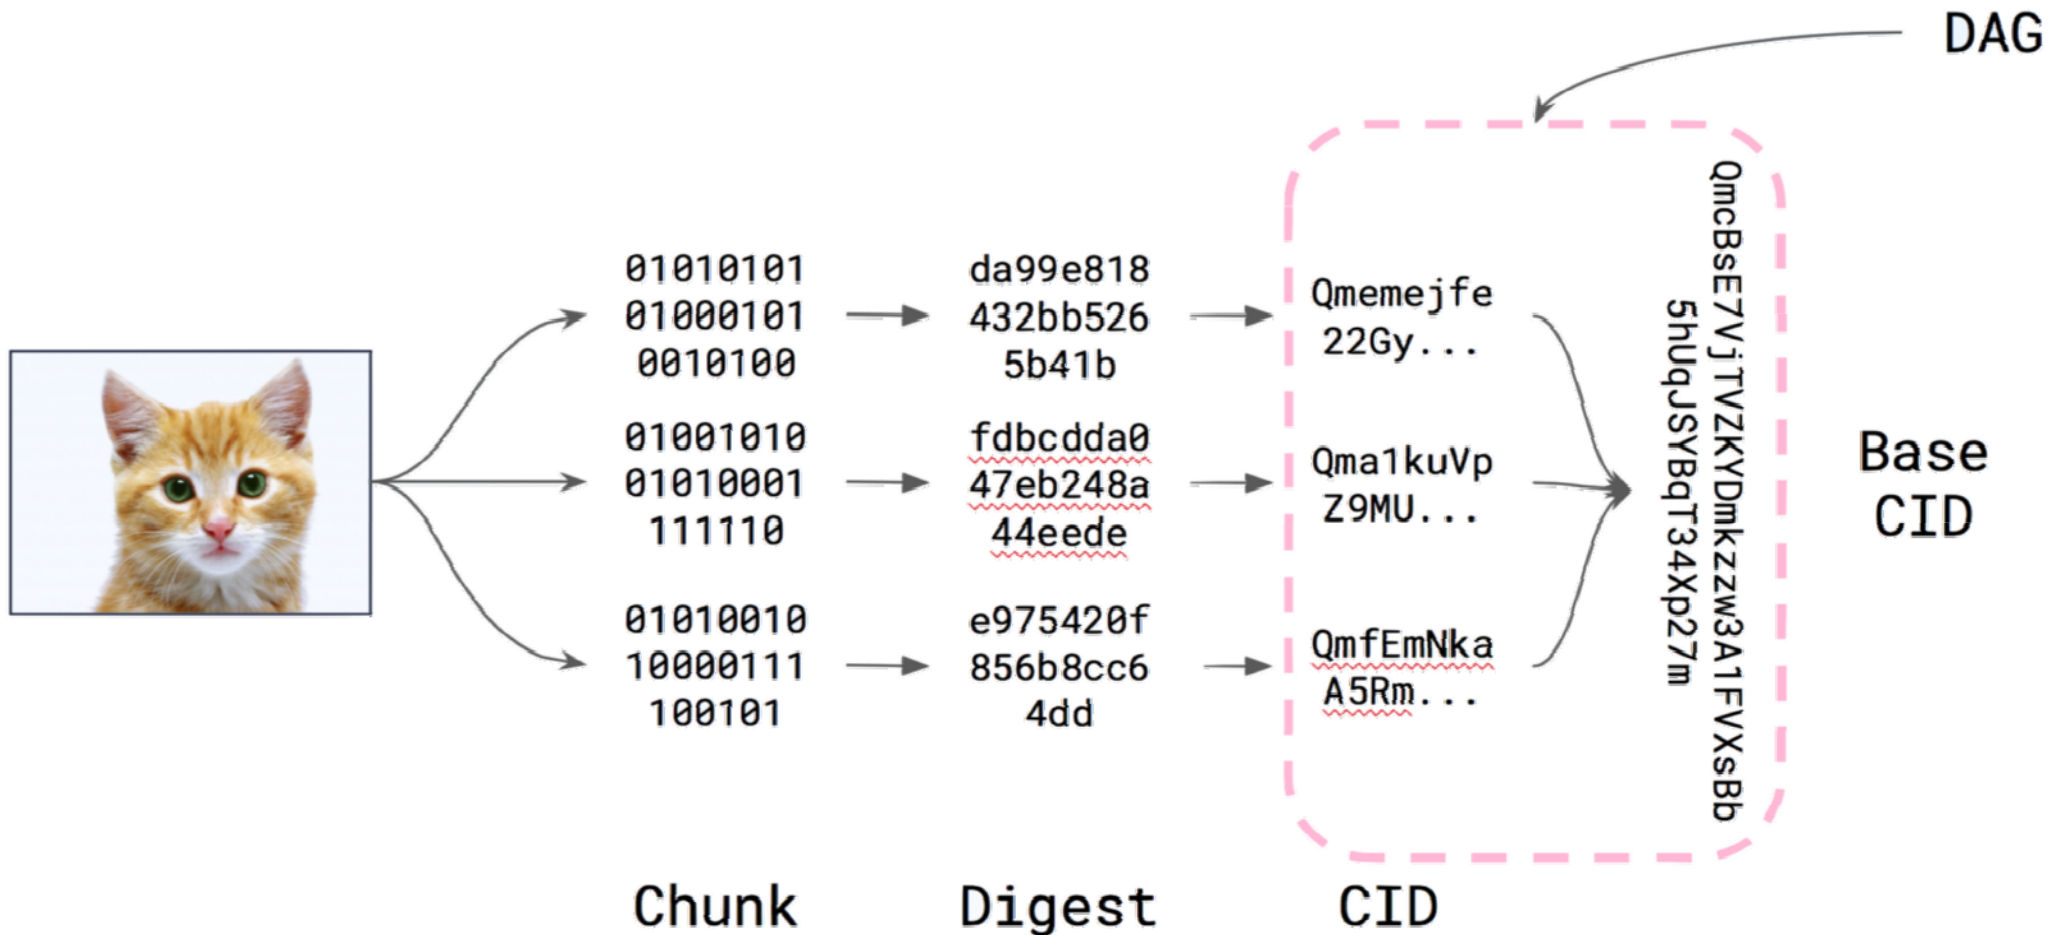 DAG
01010101
01000101
0010100
da99e818
432bb526
5b41b
Qmemejfe
22Gy...
01001010
01010001
111110
fdbcdda0
47eb248a
44eede
Qma1kuVp
Z9MU...
01010010
10000111
100101
e975420f
856b8cc6
4dd
QmfEmNka
A5Rm...
QmcBsE7VjTVZKYDmkzzw3A1FVXsBb
5hUqJSYBqT34Xp27m
Base
CID
Chunk
Digest
CID